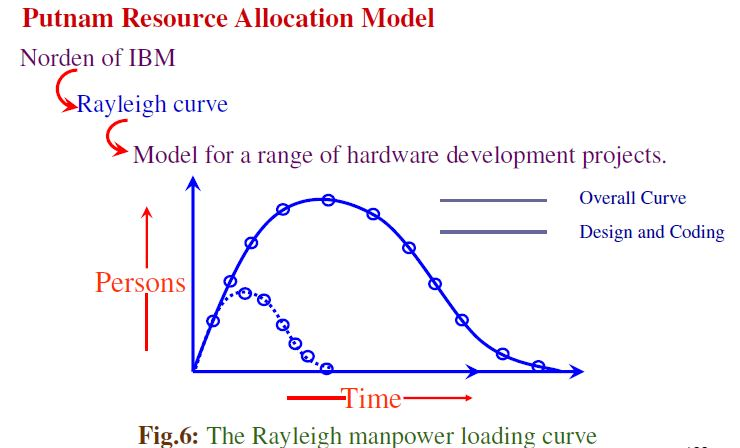 Putnam Resource Allocation Model
Norden of IBM
Rayleigh curve
Model for a range of hardware development projects.
Overall Curve
Design and Coding
Persons
Time
Fig.6: The Rayleigh manpower loading curve